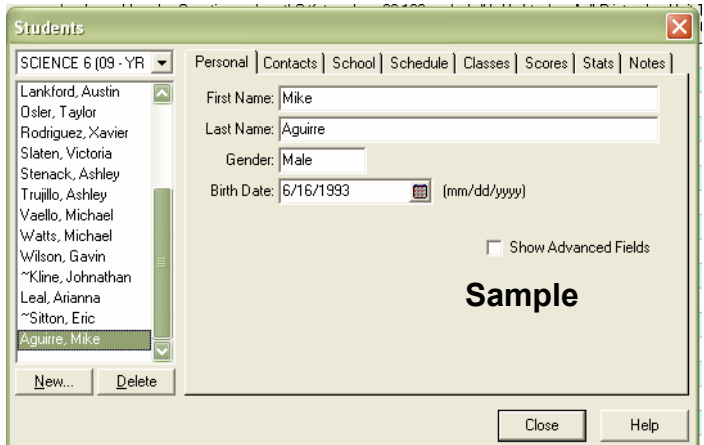 Students
SCIENCE 6 (09 - YR
Lankford, Austin
Osler, Taylor
Rodriguez, Xavier
Slaten, Victoria
Stenack, Ashley
Trujillo, Ashley
Vaello, Michael
Watts, Michael
Wilson, Gavin
~Kline, Johnathan
Leal, Arianna
~Sitton, Eric
Aguirre, Mike
New... Delete
Personal Contacts School Schedule Classes Scores Stats Notes
First Name: Mike
Last Name: Aguirre
Gender: Male
Birth Date: 6/16/1993 (mm/dd/yyyy)
Show Advanced Fields
Sample
Close Help